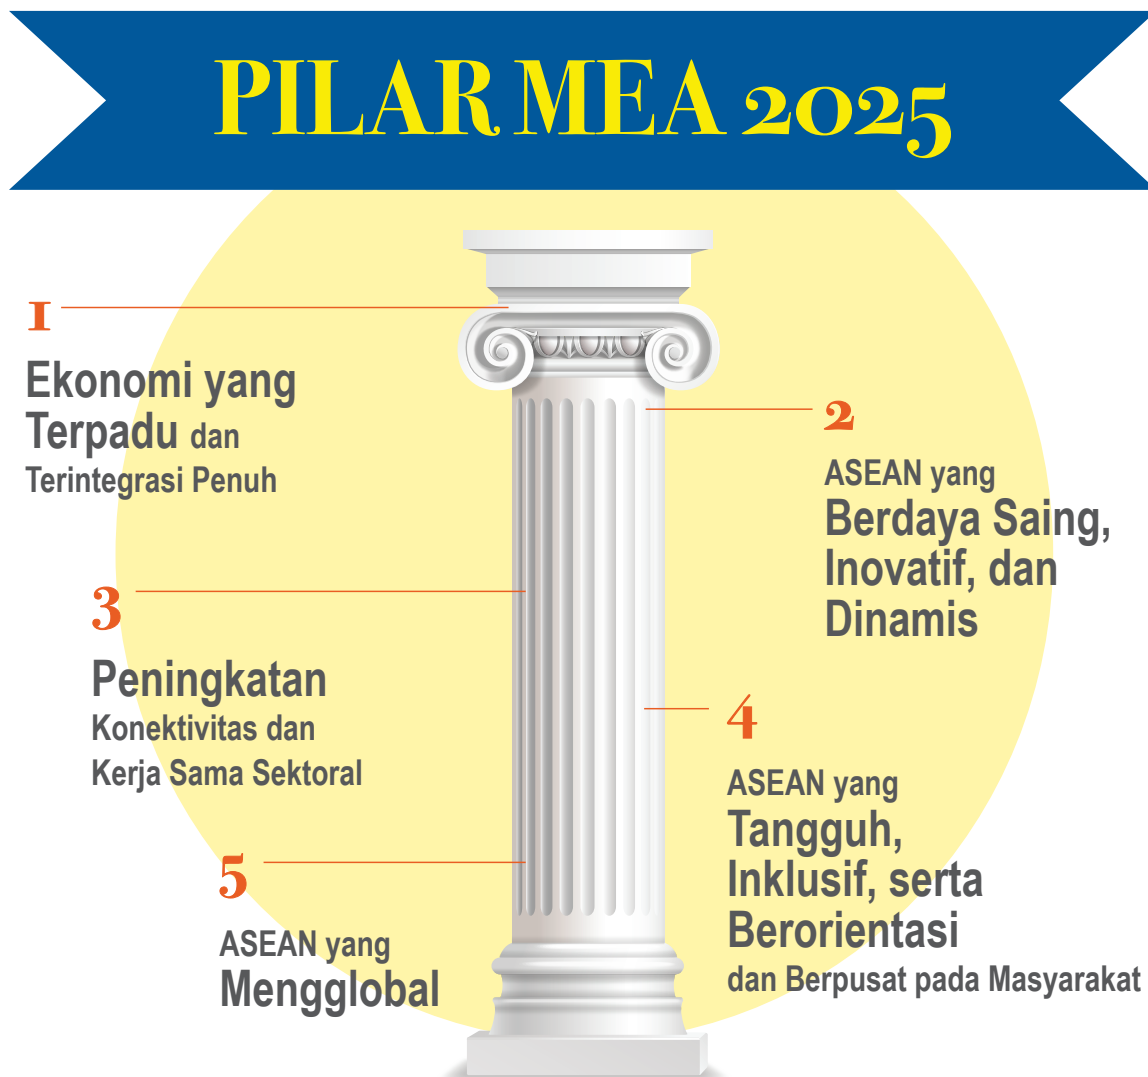 PILAR MEA 2025
1
Ekonomi yang
Terpadu dan
Terintegrasi Penuh
2
ASEAN yang
Berdaya Saing,
Inovatif, dan
Dinamis
3
Peningkatan
Konektivitas dan
Kerja Sama Sektoral
4
ASEAN yang
Tangguh,
Inklusif, serta
Berorientasi
dan Berpusat pada Masyarakat
5
ASEAN yang
Mengglobal